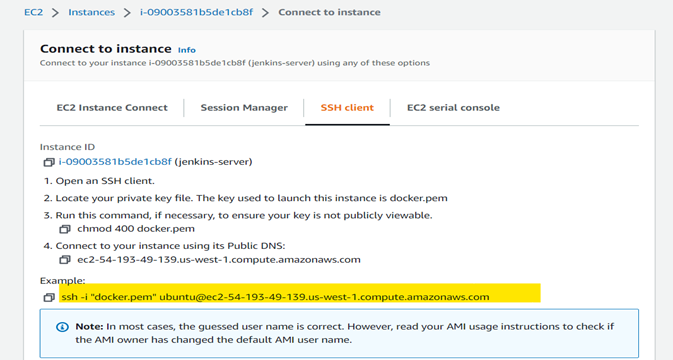 EC2 > Instances > i-09003581b5de1cb8f > Connect to instance
Connect to instance Info
Connect to your instance i-09003581b5de1cb8f (jenkins-server) using any of these options
EC2 Instance Connect Session Manager SSH client EC2 serial console
Instance ID
i-09003581b5de1cb8f (jenkins-server)
1. Open an SSH client.
2. Locate your private key file. The key used to launch this instance is docker.pem
3. Run this command, if necessary, to ensure your key is not publicly viewable.
chmod 400 docker.pem
4. Connect to your instance using its Public DNS:
ec2-54-193-49-139.us-west-1.compute.amazonaws.com
Example:
ssh -i "docker.pem" ubuntu@ec2-54-193-49-139.us-west-1.compute.amazonaws.com
Note: In most cases, the guessed user name is correct. However, read your AMI usage instructions to check if
the AMI owner has changed the default AMI user name.